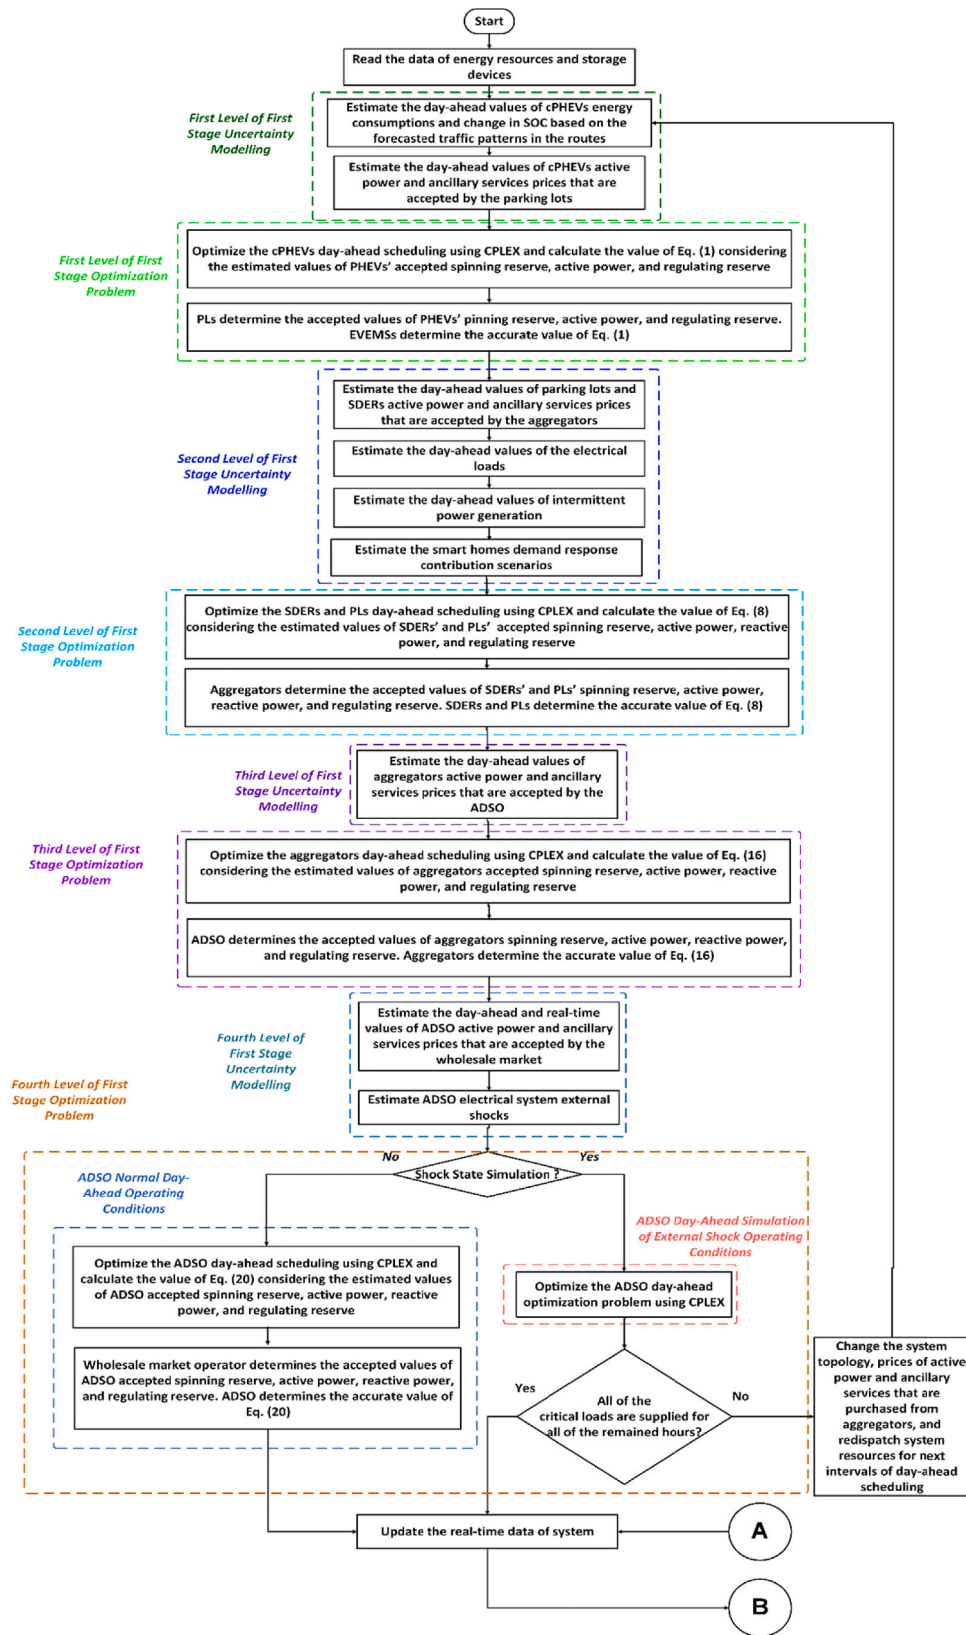 Start
Read the data of energy resources and storage
devices
First Level of First
Stage Uncertainty
Modelling
Estimate the day-ahead values of cPHEVs energy
consumptions and change in SOC based on the
forecasted traffic patterns in the routes
Estimate the day-ahead values of cPHEVs active
power and ancillary services prices that are
accepted by the parking lots
First Level of First
Stage Optimization
Problem
Optimize the cPHEVs day-ahead scheduling using CPLEX and calculate the value of Eq. (1) considering
the estimated values of PHEVs’ accepted spinning reserve, active power, and regulating reserve
PLs determine the accepted values of PHEVs’ pinning reserve, active power, and regulating reserve.
EVEMSs determine the accurate value of Eq. (1)
Second Level of First
Stage Uncertainty
Modelling
Estimate the day-ahead values of parking lots and
SDERs active power and ancillary services prices
that are accepted by the aggregators
Estimate the day-ahead values of the electrical
loads
Estimate the day-ahead values of intermittent
power generation
Estimate the smart homes demand response
contribution scenarios
Second Level of First
Stage Optimization
Problem
Optimize the SDERs and PLs day-ahead scheduling using CPLEX and calculate the value of Eq. (8)
considering the estimated values of SDERs’ and PLs’ accepted spinning reserve, active power, reactive
power, and regulating reserve
Aggregators determine the accepted values of SDERs’ and PLs’ spinning reserve, active power,
reactive power, and regulating reserve. SDERs and PLs determine the accurate value of Eq. (8)
Third Level of First
Stage Uncertainty
Modelling
Estimate the day-ahead values of
aggregators active power and ancillary
services prices that are accepted by the
ADSO
Third Level of First
Stage Optimization
Problem
Optimize the aggregators day-ahead scheduling using CPLEX and calculate the value of Eq. (16)
considering the estimated values of aggregators accepted spinning reserve, active power, reactive
power, and regulating reserve
ADSO determines the accepted values of aggregators spinning reserve, active power, reactive power,
and regulating reserve. Aggregators determine the accurate value of Eq. (16)
Fourth Level of
First Stage
Uncertainty
Modelling
Estimate the day-ahead and real-time
values of ADSO active power and ancillary
services prices that are accepted by the
wholesale market
Estimate ADSO electrical system external
shocks
Fourth Level of First
Stage Optimization
Problem
No
Shock State Simulation ?
Yes
ADSO Normal Day-
Ahead Operating
Conditions
Optimize the ADSO day-ahead scheduling using CPLEX and
calculate the value of Eq. (20) considering the estimated values
of ADSO accepted spinning reserve, active power, reactive
power, and regulating reserve
Wholesale market operator determines the accepted values of
ADSO accepted spinning reserve, active power, reactive power,
and regulating reserve. ADSO determines the accurate value of
Eq. (20)
ADSO Day-Ahead Simulation
of External Shock Operating
Conditions
Optimize the ADSO day-ahead
optimization problem using CPLEX
Yes
All of the
critical loads are supplied for
all of the remained hours?
No
Change the system
topology, prices of active
power and ancillary
services that are
purchased from
aggregators, and
redispatch system
resources for next
intervals of day-ahead
scheduling
Update the real-time data of system
A
B